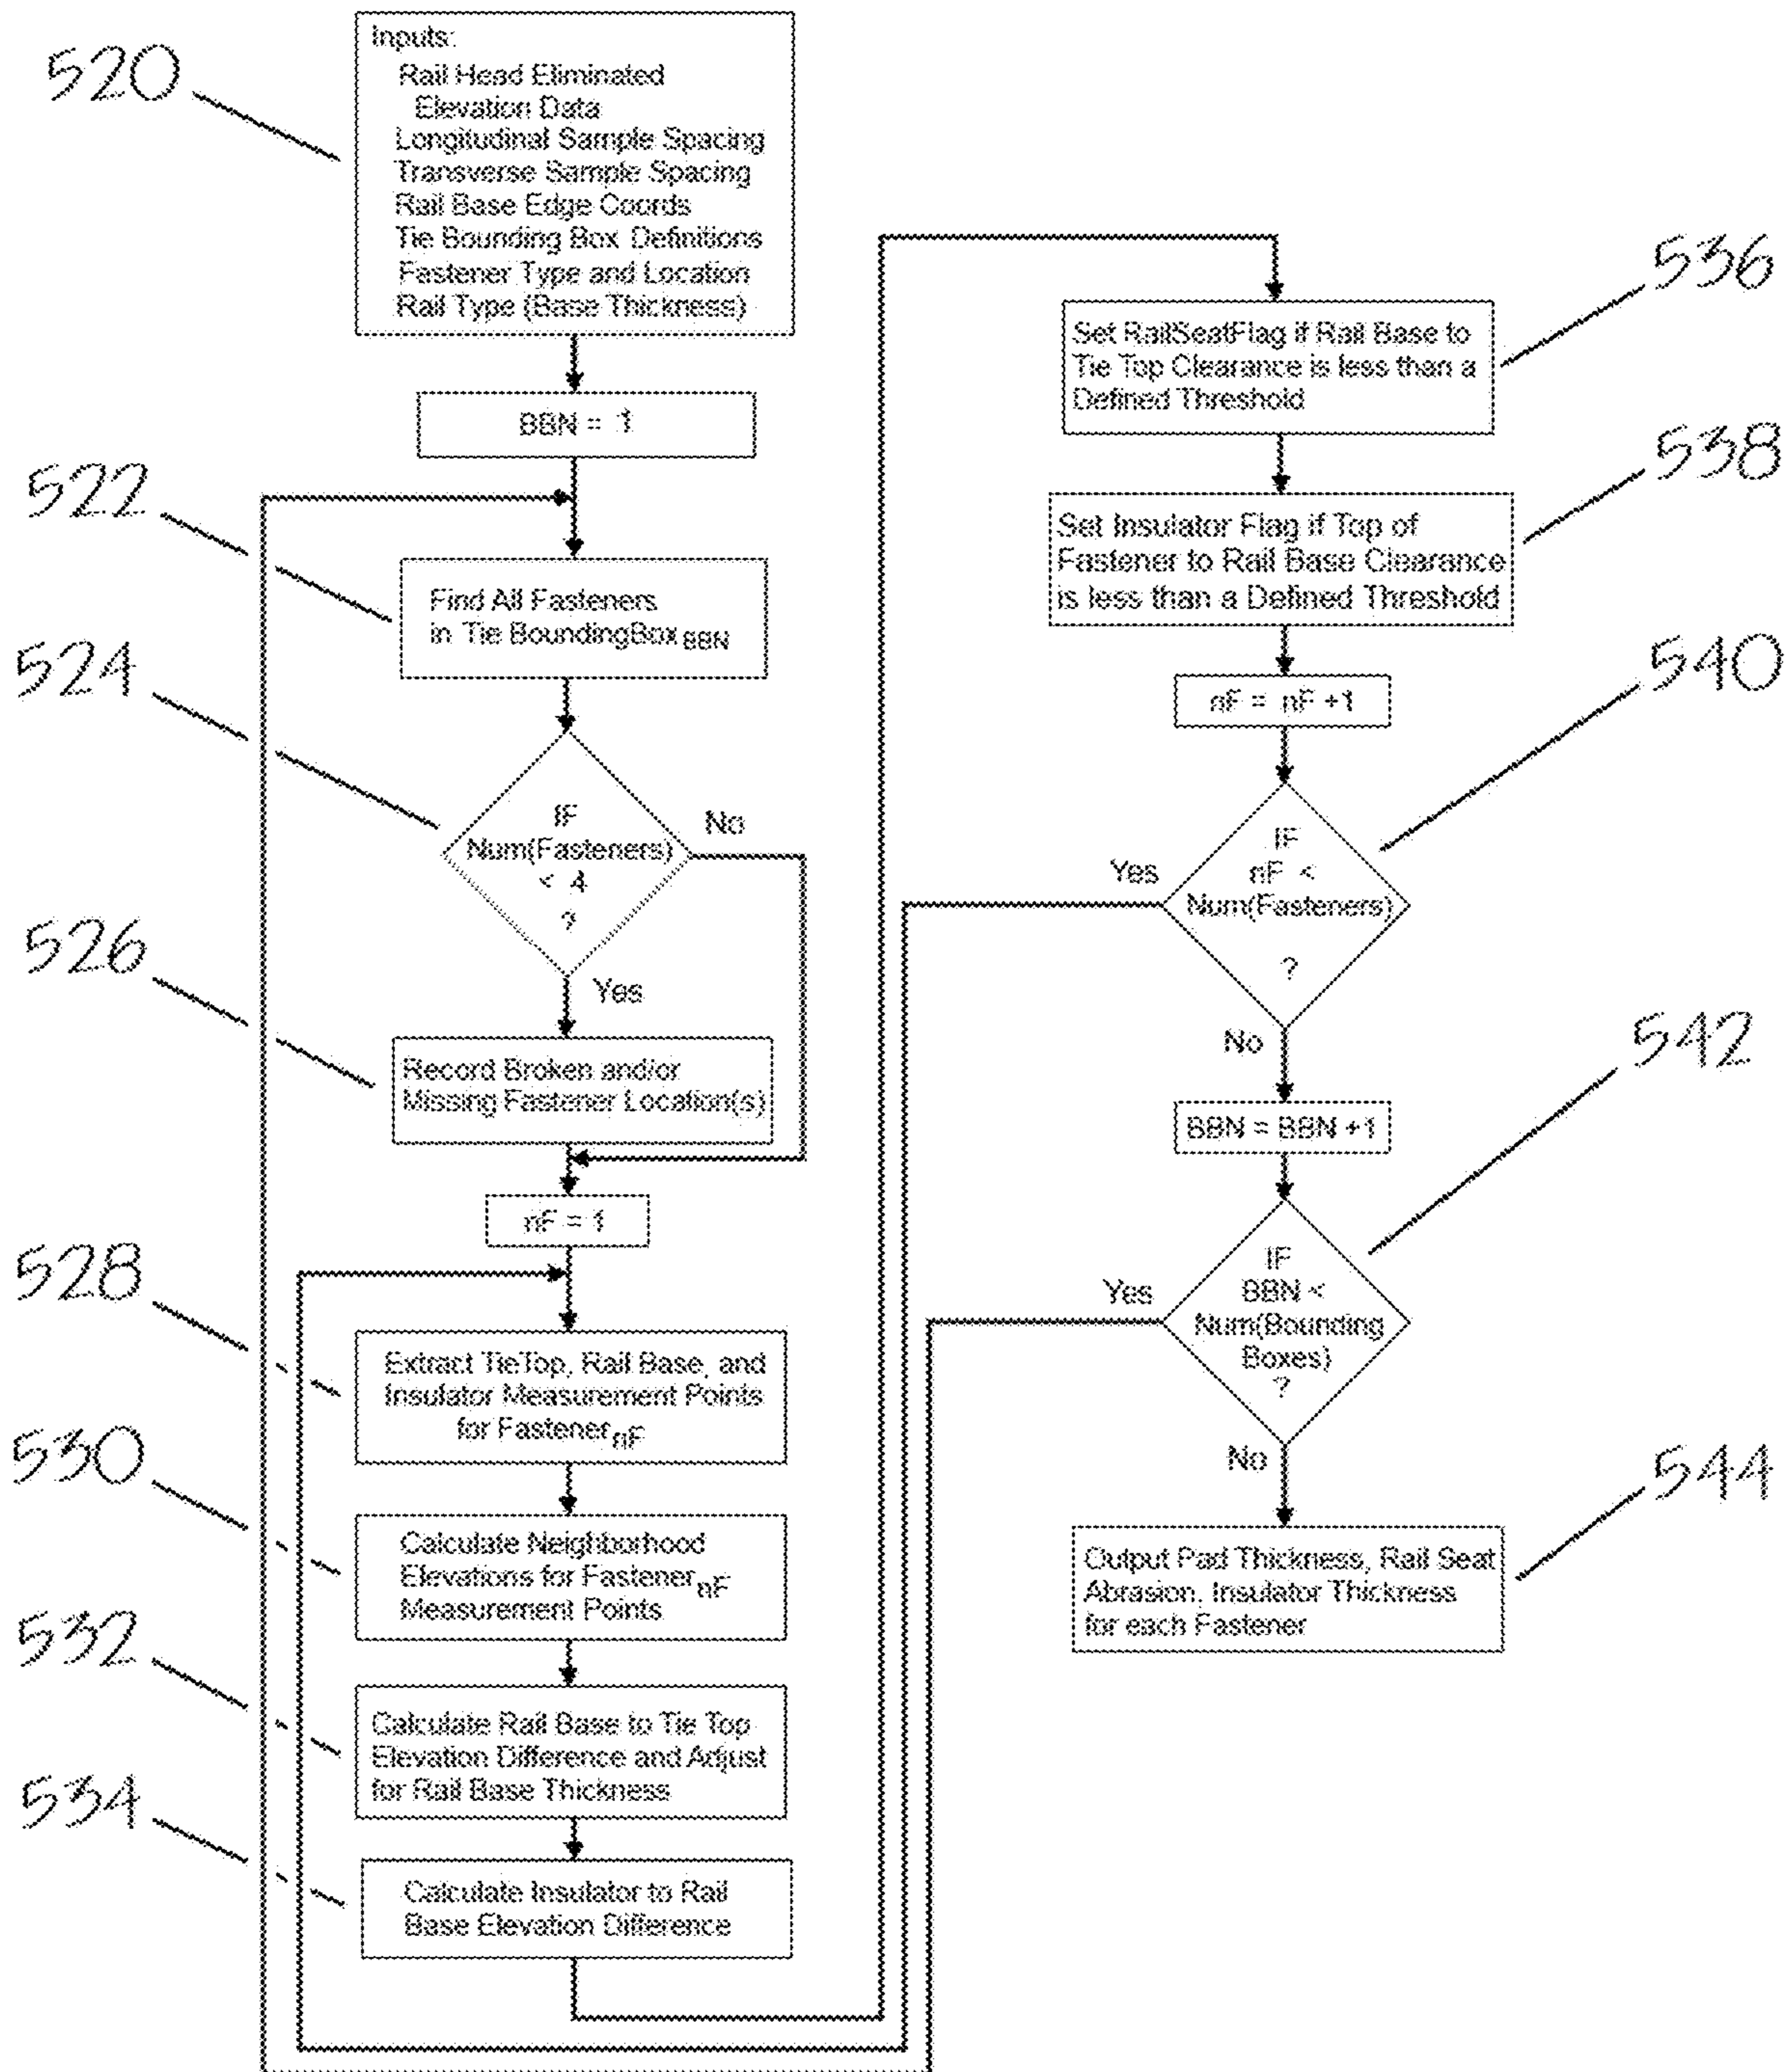 520
Inputs:
Rail Head Eliminated
Elevation Data
Longitudinal Sample Spacing
Transverse Sample Spacing
Rail Base Edge Coords
Tie Bounding Box Definitions
Fastener Type and Location
Rail Type (Base Thickness)
BBN = 1
522
Find All Fasteners
in Tie BoundingBox BBN
524
IF
Num(Fasteners)
< 4
?
No
Yes
526
Record Broken and/or
Missing Fastener Location(s)
nF = 1
528
Extract TieTop, Rail Base, and
Insulator Measurement Points
for Fastener nF
530
Calculate Neighborhood
Elevations for Fastener nF
Measurement Points
532
Calculate Rail Base to Tie Top
Elevation Difference and Adjust
for Rail Base Thickness
534
Calculate Insulator to Rail
Base Elevation Difference
536
Set RailSeatFlag if Rail Base to
Tie Top Clearance is less than a
Defined Threshold
538
Set Insulator Flag if Top of
Fastener to Rail Base Clearance
is less than a Defined Threshold
nF = nF +1
540
IF
nF <
Num(Fasteners)
?
Yes
No
542
BBN = BBN +1
IF
BBN <
Num(Bounding
Boxes)
?
Yes
No
544
Output Pad Thickness, Rail Seat
Abrasion, Insulator Thickness
for each Fastener